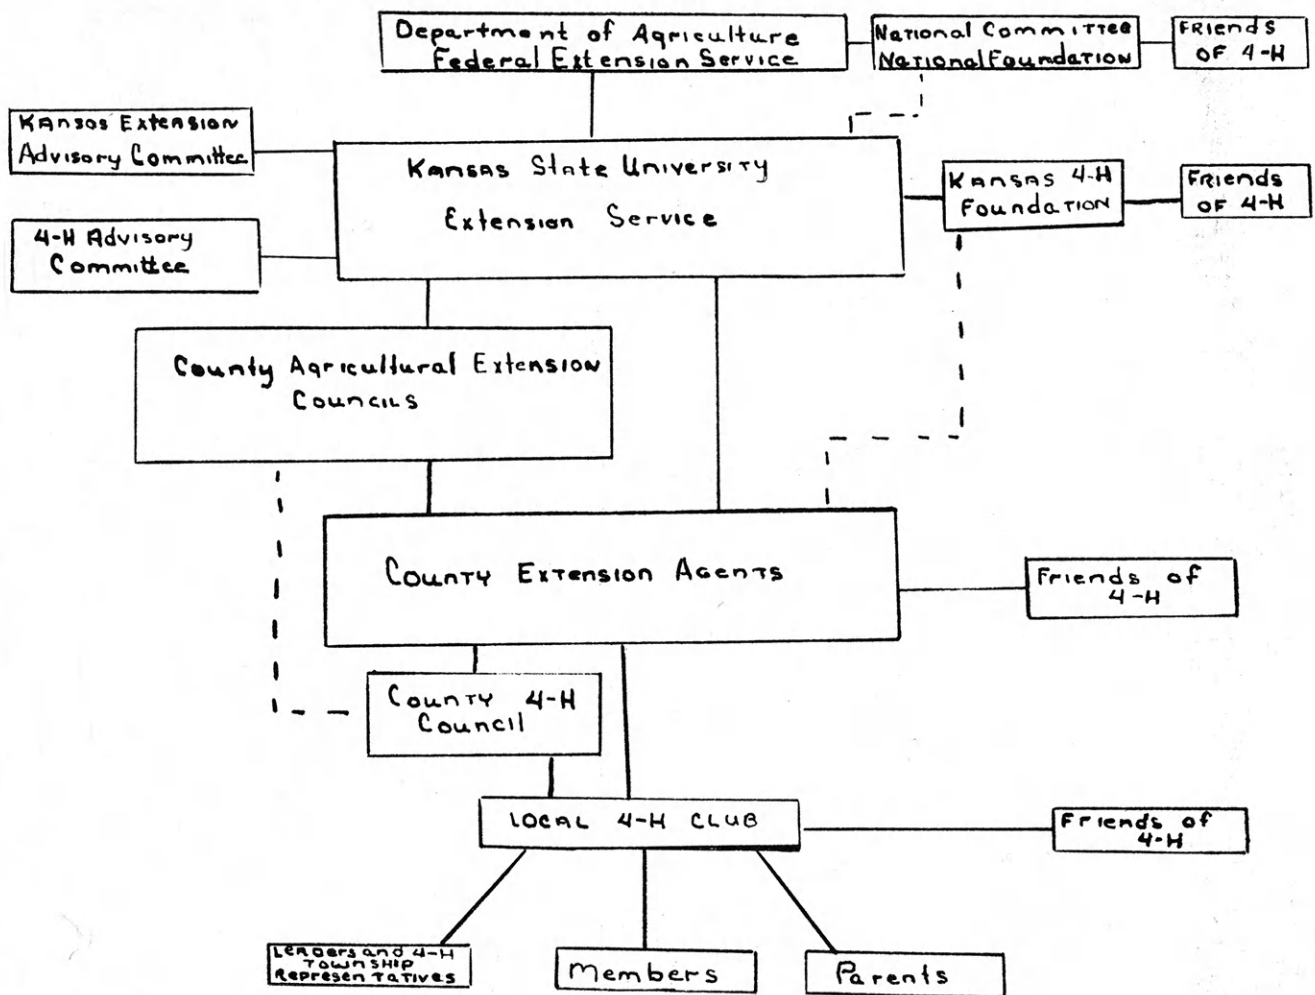 Department of Agriculture
Federal Extension Service
National Committee
National Foundation
Friends
of 4-H
Kansos Extension
Advisory Committee
Kansas State University
Extension Service
Kansas 4-H
Foundation
Friends
of 4-H
4-H Advisory
Committee
County Agricultural Extension
Councils
County Extension Agents
Friends of
4-H
County 4-H
Council
LOCAL 4-H CLUB
Friends of
4-H
Leaders and 4-H
Township
Representatives
Members
Parents